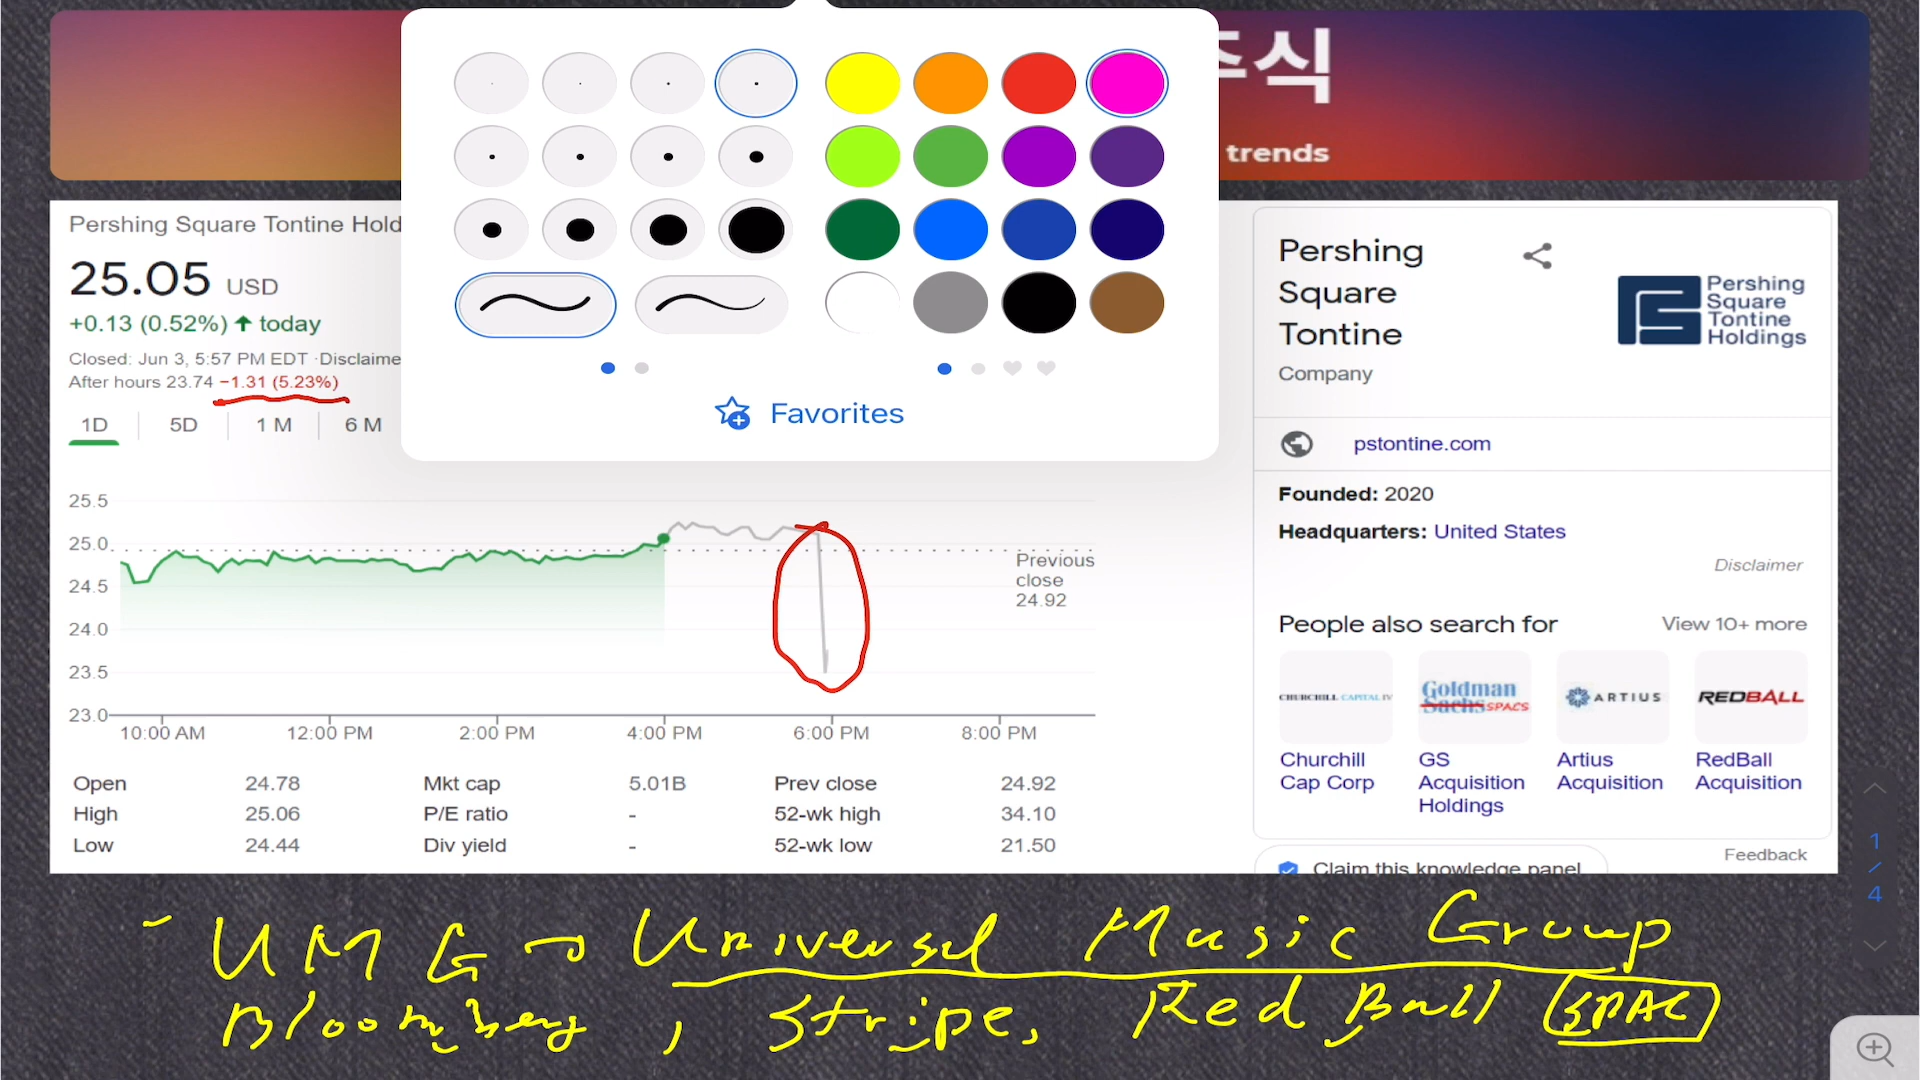 주식
trends
Pershing Square Tontine Hold
25.05 USD
+0.13 (0.52%) ↑ today
Closed: Jun 3, 5:57 PM EDT ·Disclaime
After hours 23.74 −1.31 (5.23%)
1D 5D 1 M 6 M
25.5
25.0
24.5
24.0
23.5
23.0
Previous
close
24.92
10:00 AM 12:00 PM 2:00 PM 4:00 PM 6:00 PM 8:00 PM
Open 24.78 Mkt cap 5.01B Prev close 24.92
High 25.06 P/E ratio - 52-wk high 34.10
Low 24.44 Div yield - 52-wk low 21.50
Favorites
Pershing
Square
Tontine
Company
Pershing
Square
Tontine
Holdings
pstontine.com
Founded: 2020
Headquarters: United States
Disclaimer
People also search for View 10+ more
CHURCHILL CAPITAL IV
Goldman
Sachs SPACS
ARTIUS
REDBALL
Churchill
Cap Corp
GS
Acquisition
Holdings
Artius
Acquisition
RedBall
Acquisition
Feedback
Claim this knowledge panel
1
/
4
- UMG → Universal Music Group
Bloomberg, Stripe, Red Ball (SPAC)